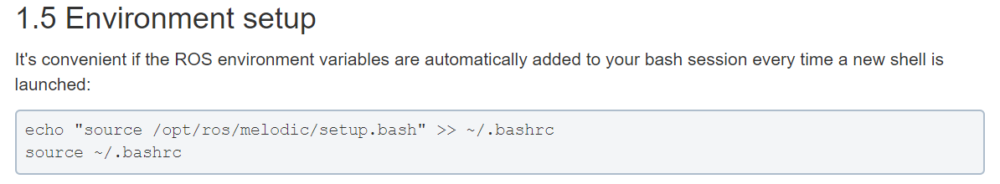 1.5 Environment setup
It's convenient if the ROS environment variables are automatically added to your bash session every time a new shell is
launched:
echo "source /opt/ros/melodic/setup.bash" >> ~/.bashrc
source ~/.bashrc